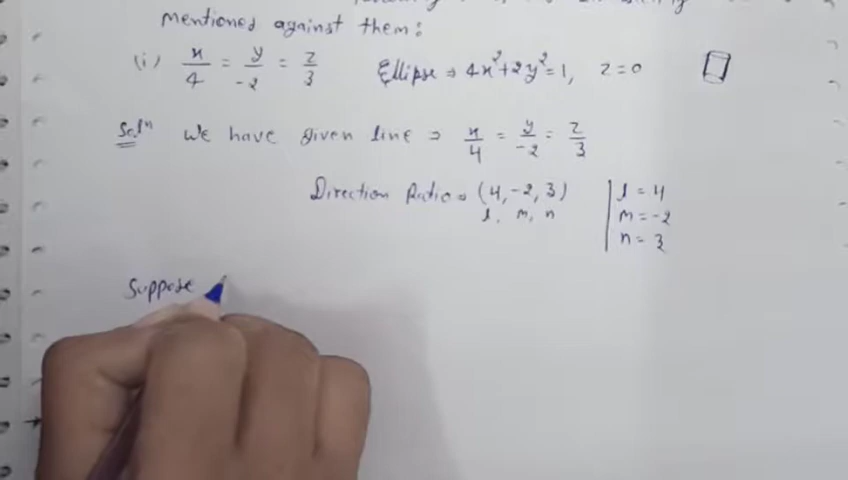 mentioned against them:
(i) x/4 = y/-2 = z/3 Ellipse ⇒ 4x²+2y²=1, z=0
Solⁿ We have given line ⇒ x/4 = y/-2 = z/3
Direction Ratio ⇒ (4, -2, 3) l = 4
l, m, n m = -2
n = 3
Suppose